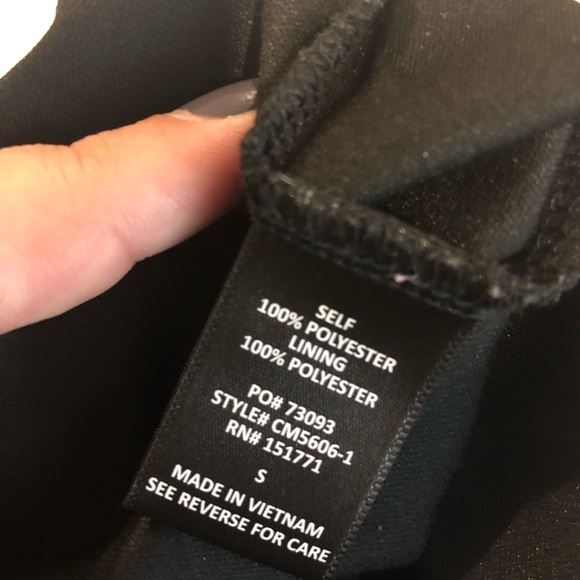 SELF
100% POLYESTER
LINING
100% POLYESTER
PO# 73093
STYLE# CM5606-1
RN# 151771
S
MADE IN VIETNAM
SEE REVERSE FOR CARE